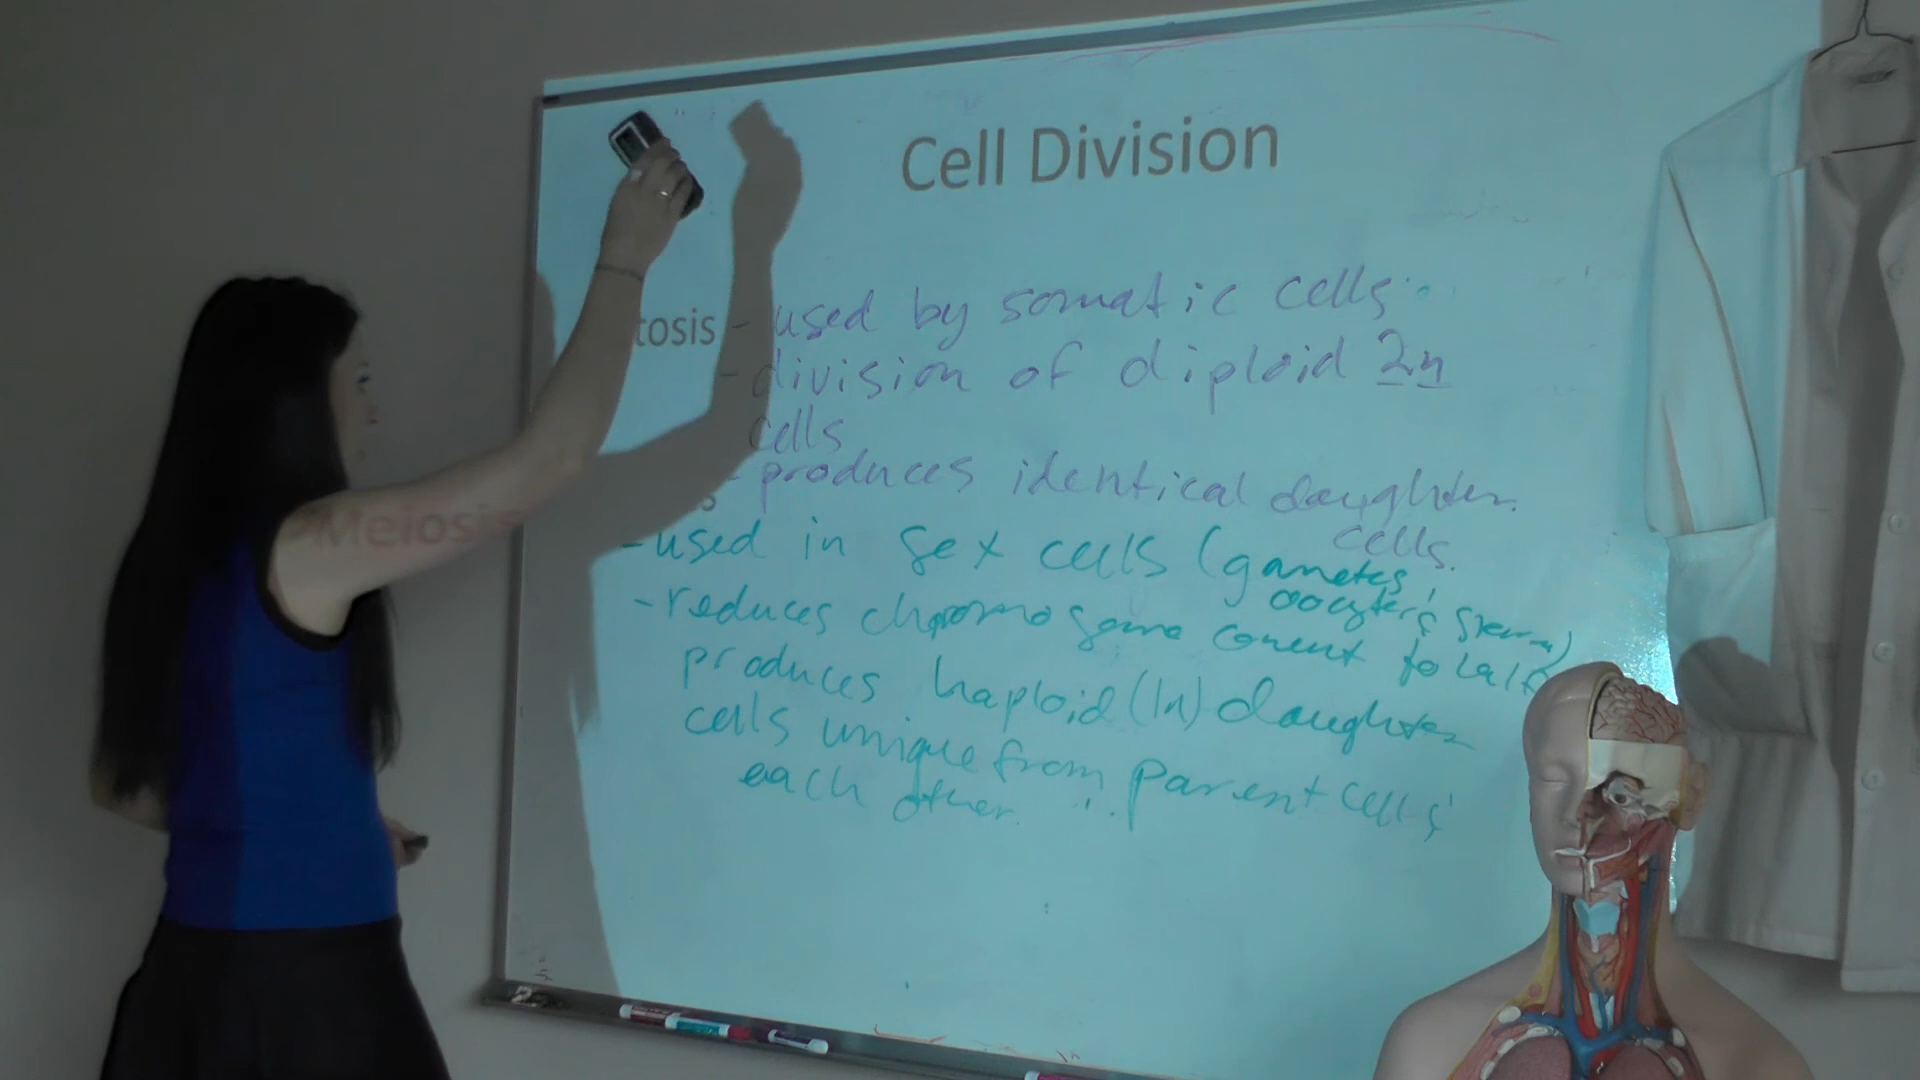 Cell Division
tosis - used by somatic cells.
- division of diploid 2n
cells
- produces identical daughter
cells.
Meiosis
- used in sex cells (gametes,
oocyte's sperm)
- reduces chromosome conent to half
produces haploid (1n) daughter
cells unique from parent cells'
each other.